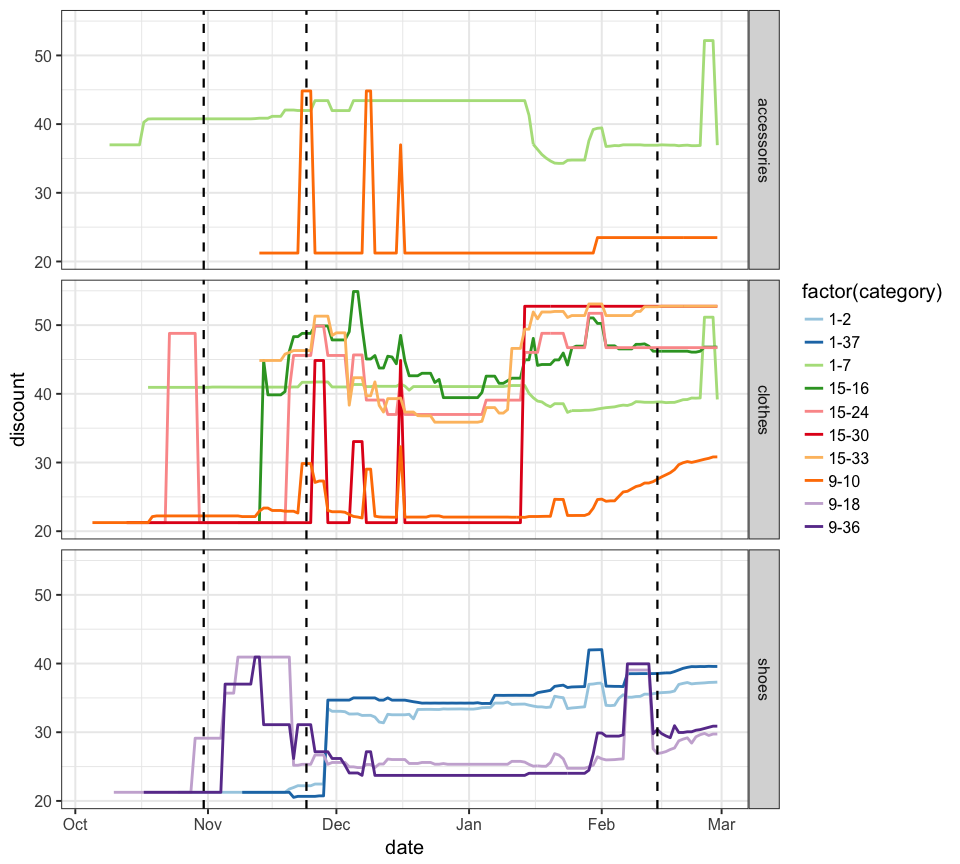 50
40
30
20
accessories
50
40
30
20
clothes
50
40
30
20
shoes
discount
Oct
Nov
Dec
Jan
Feb
Mar
date
factor(category)
1-2
1-37
1-7
15-16
15-24
15-30
15-33
9-10
9-18
9-36